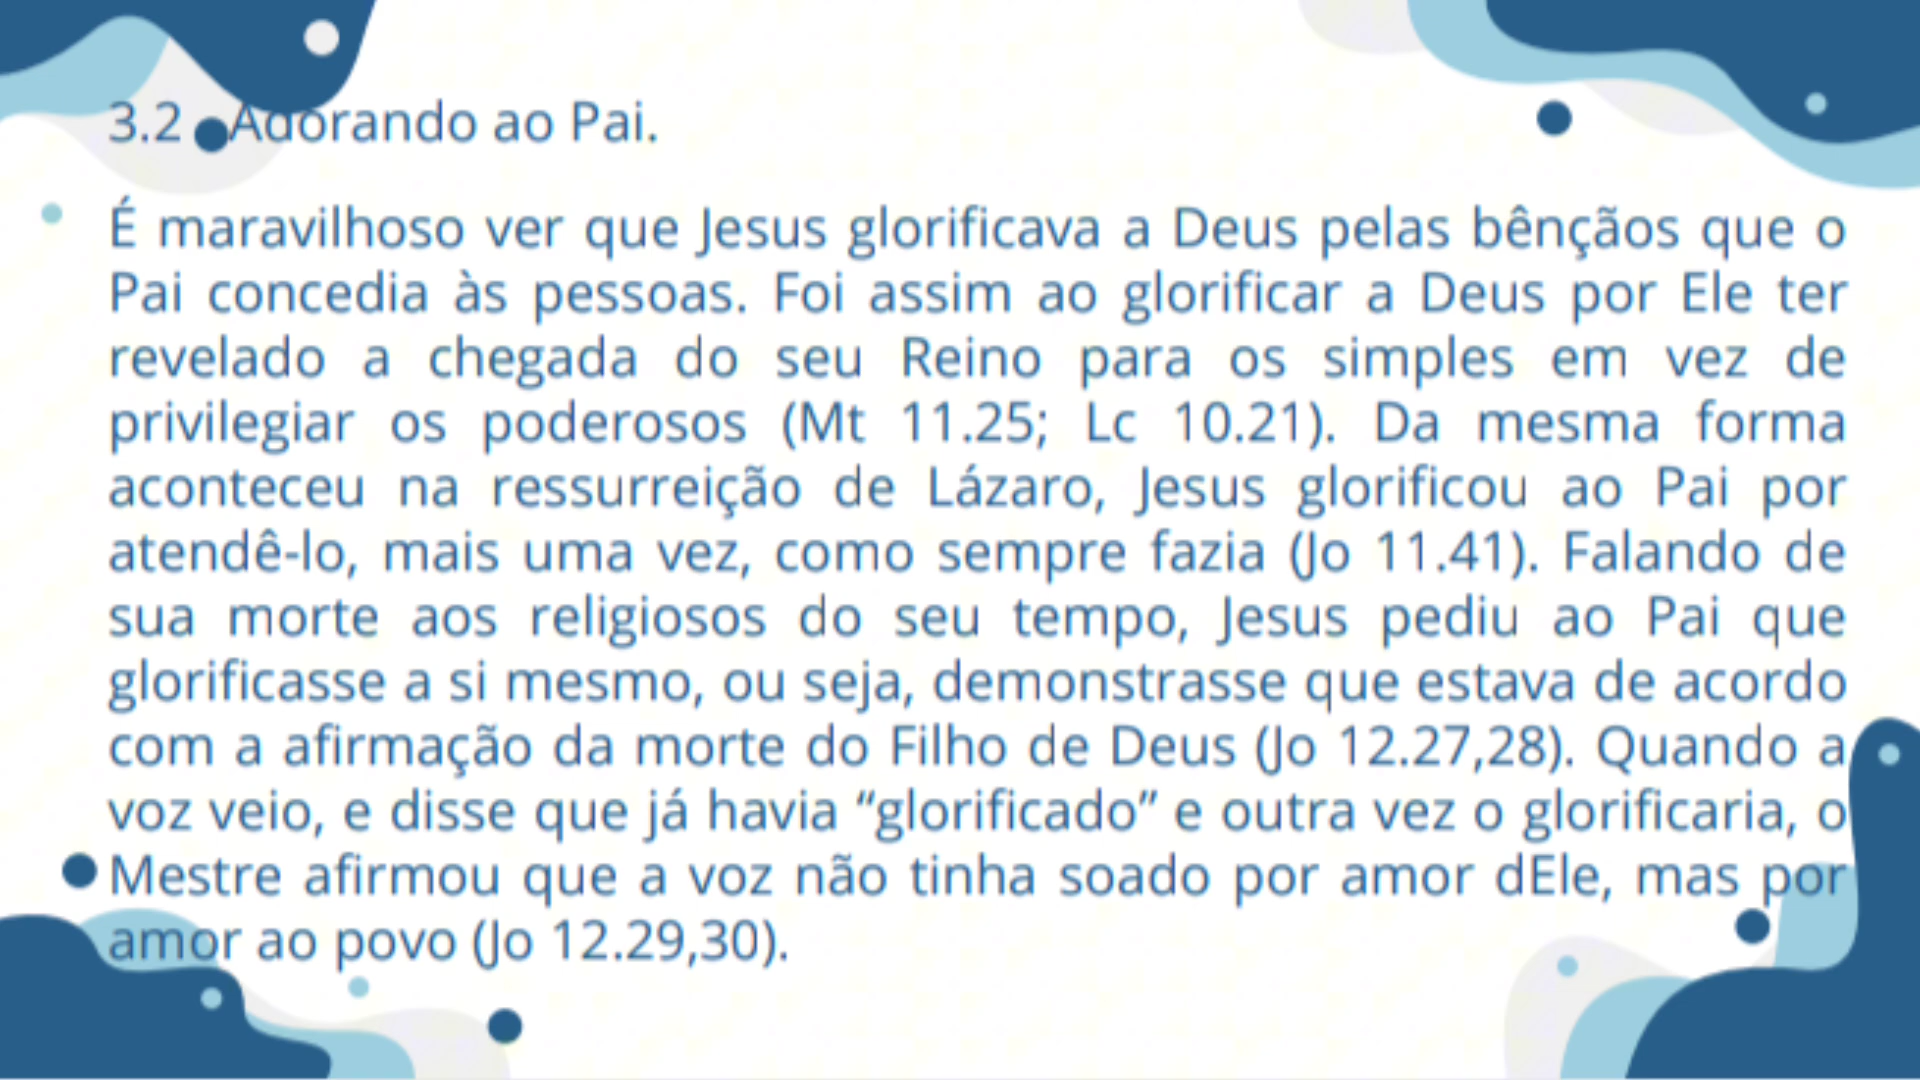 3.2 Adorando ao Pai.
É maravilhoso ver que Jesus glorificava a Deus pelas bênçãos que o
Pai concedia às pessoas. Foi assim ao glorificar a Deus por Ele ter
revelado a chegada do seu Reino para os simples em vez de
privilegiar os poderosos (Mt 11.25; Lc 10.21). Da mesma forma
aconteceu na ressurreição de Lázaro, Jesus glorificou ao Pai por
atendê-lo, mais uma vez, como sempre fazia (Jo 11.41). Falando de
sua morte aos religiosos do seu tempo, Jesus pediu ao Pai que
glorificasse a si mesmo, ou seja, demonstrasse que estava de acordo
com a afirmação da morte do Filho de Deus (Jo 12.27,28). Quando a
voz veio, e disse que já havia “glorificado” e outra vez o glorificaria, o
Mestre afirmou que a voz não tinha soado por amor dEle, mas por
amor ao povo (Jo 12.29,30).